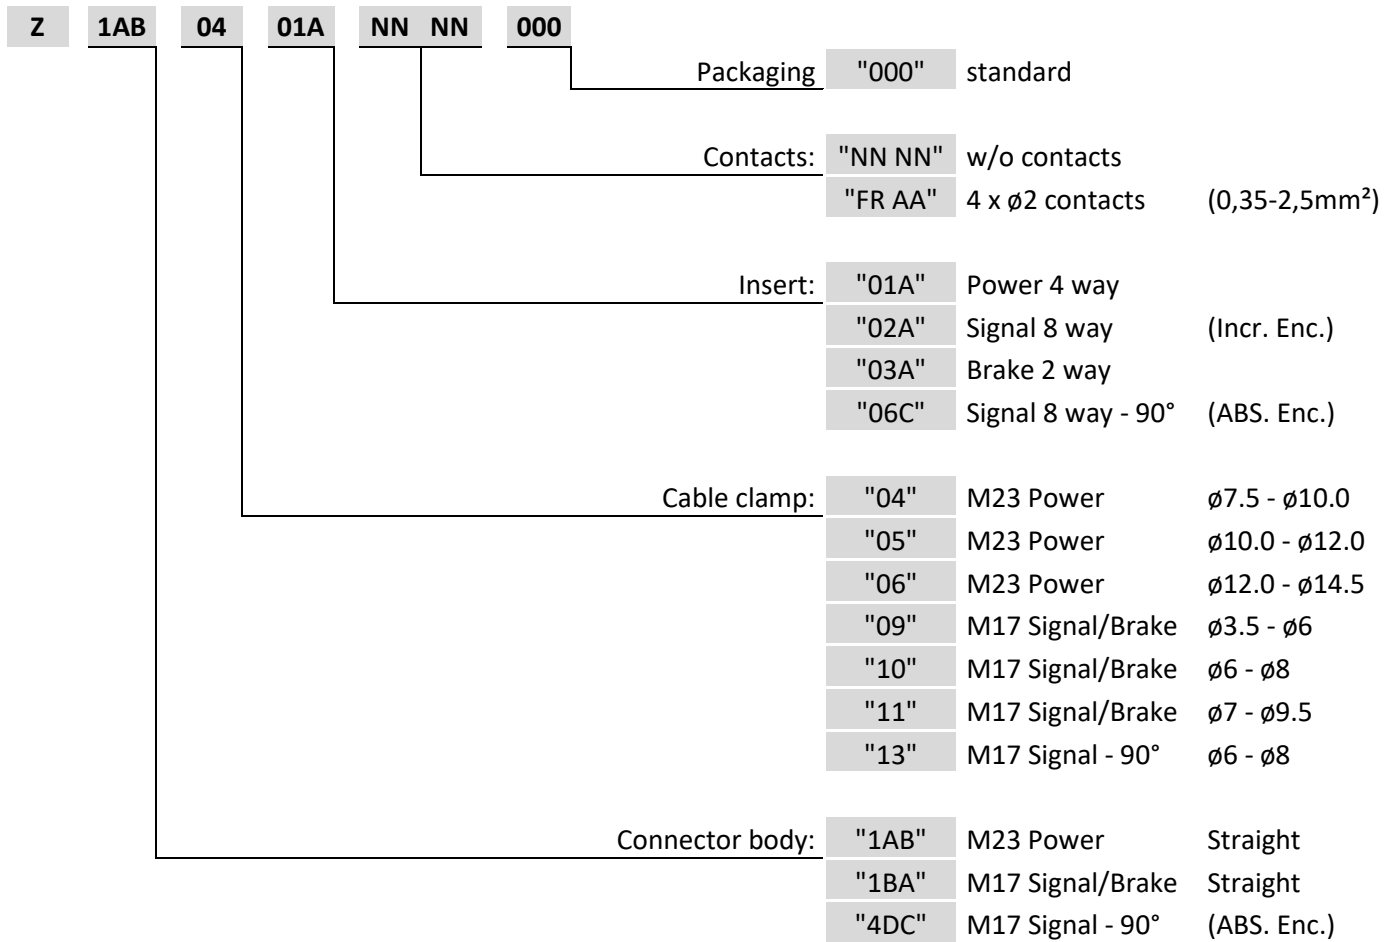 Z 1AB 04 01A NN NN 000
Packaging "000" standard
Contacts: "NN NN" w/o contacts
"FR AA" 4 x ø2 contacts (0,35-2,5mm²)
Insert: "01A" Power 4 way
"02A" Signal 8 way (Incr. Enc.)
"03A" Brake 2 way
"06C" Signal 8 way - 90° (ABS. Enc.)
Cable clamp: "04" M23 Power ø7.5 - ø10.0
"05" M23 Power ø10.0 - ø12.0
"06" M23 Power ø12.0 - ø14.5
"09" M17 Signal/Brake ø3.5 - ø6
"10" M17 Signal/Brake ø6 - ø8
"11" M17 Signal/Brake ø7 - ø9.5
"13" M17 Signal - 90° ø6 - ø8
Connector body: "1AB" M23 Power Straight
"1BA" M17 Signal/Brake Straight
"4DC" M17 Signal - 90° (ABS. Enc.)